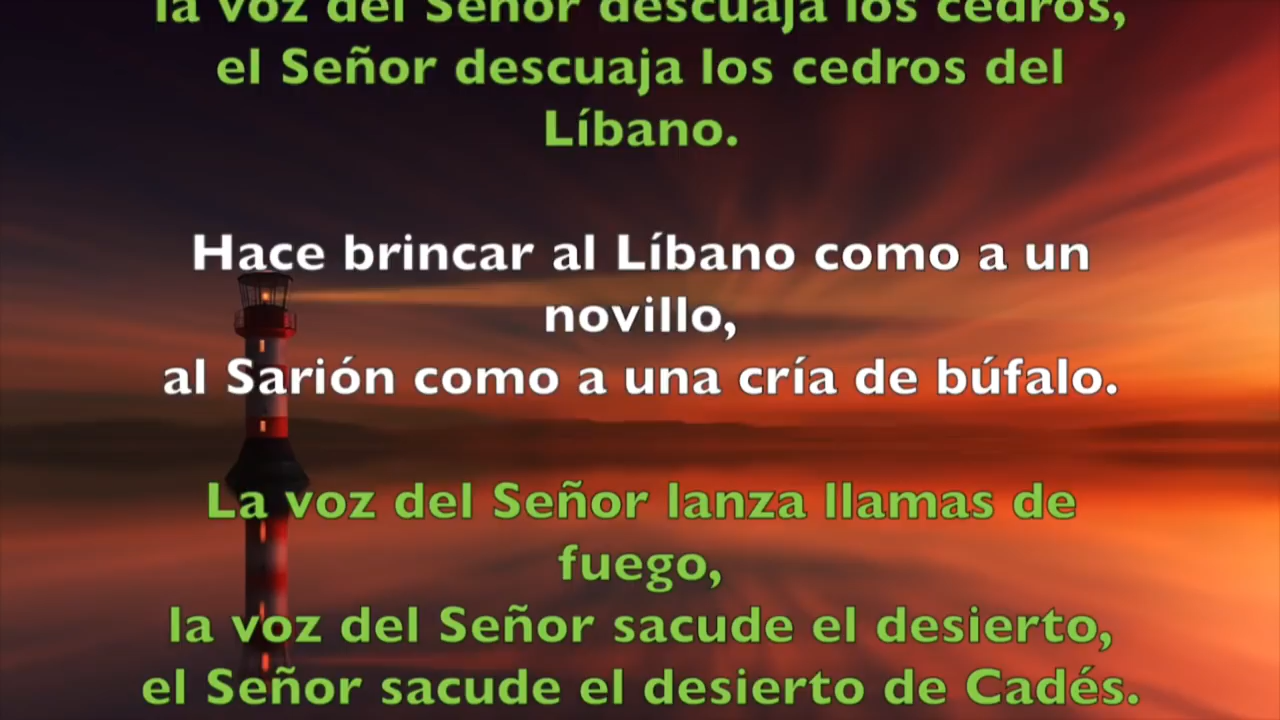 la voz del Señor descuaja los cedros,
el Señor descuaja los cedros del
Líbano.
Hace brincar al Líbano como a un
novillo,
al Sarión como a una cría de búfalo.
La voz del Señor lanza llamas de
fuego,
la voz del Señor sacude el desierto,
el Señor sacude el desierto de Cadés.